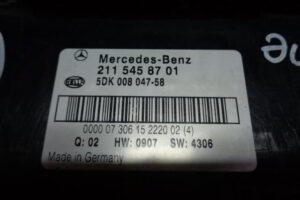 Mercedes-Benz
211 545 87 01
HELLA
5DK 008 047-58
0000 07 306 15 2220 02 (4)
Q: 02 HW: 0907 SW: 4306
Made in Germany